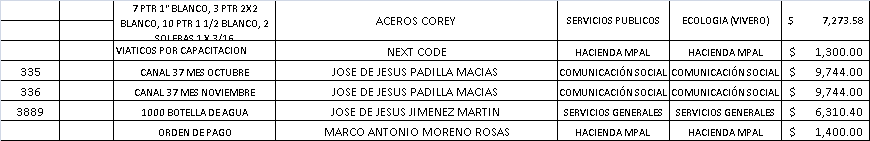 7 PTR 1" BLANCO, 3 PTR 2X2
BLANCO, 10 PTR 1 1/2 BLANCO, 2
SOLERAS 1 X 3/16 ACEROS COREY SERVICIOS PUBLICOS ECOLOGIA (VIVERO) $ 7,273.58
VIATICOS POR CAPACITACION NEXT CODE HACIENDA MPAL HACIENDA MPAL $ 1,300.00
335 CANAL 37 MES OCTUBRE JOSE DE JESUS PADILLA MACIAS COMUNICACIÓN SOCIAL COMUNICACIÓN SOCIAL $ 9,744.00
336 CANAL 37 MES NOVIEMBRE JOSE DE JESUS PADILLA MACIAS COMUNICACIÓN SOCIAL COMUNICACIÓN SOCIAL $ 9,744.00
3889 1000 BOTELLA DE AGUA JOSE DE JESUS JIMENEZ MARTIN SERVICIOS GENERALES SERVICIOS GENERALES $ 6,310.40
ORDEN DE PAGO MARCO ANTONIO MORENO ROSAS HACIENDA MPAL HACIENDA MPAL $ 1,400.00